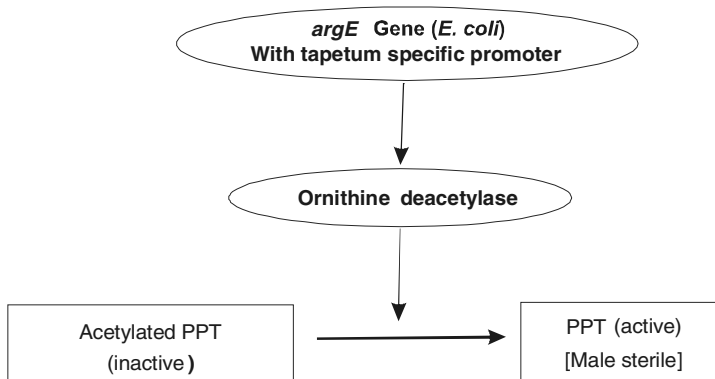 argE Gene (E. coli)
With tapetum specific promoter
Ornithine deacetylase
Acetylated PPT
(inactive)
PPT (active)
[Male sterile]